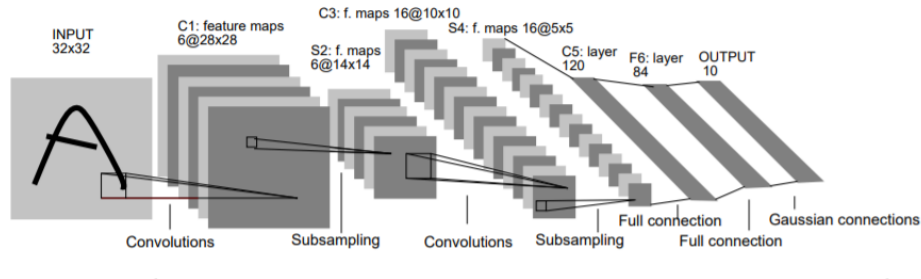 INPUT
32x32
C1: feature maps
6@28x28
S2: f. maps
6@14x14
C3: f. maps 16@10x10
S4: f. maps 16@5x5
C5: layer
120
F6: layer
84
OUTPUT
10
Convolutions
Subsampling
Convolutions
Subsampling
Full connection
Full connection
Gaussian connections